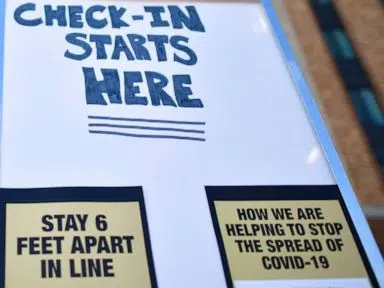 CHECK-IN
STARTS
HERE
STAY 6
FEET APART
IN LINE
HOW WE ARE
HELPING TO STOP
THE SPREAD OF
COVID-19